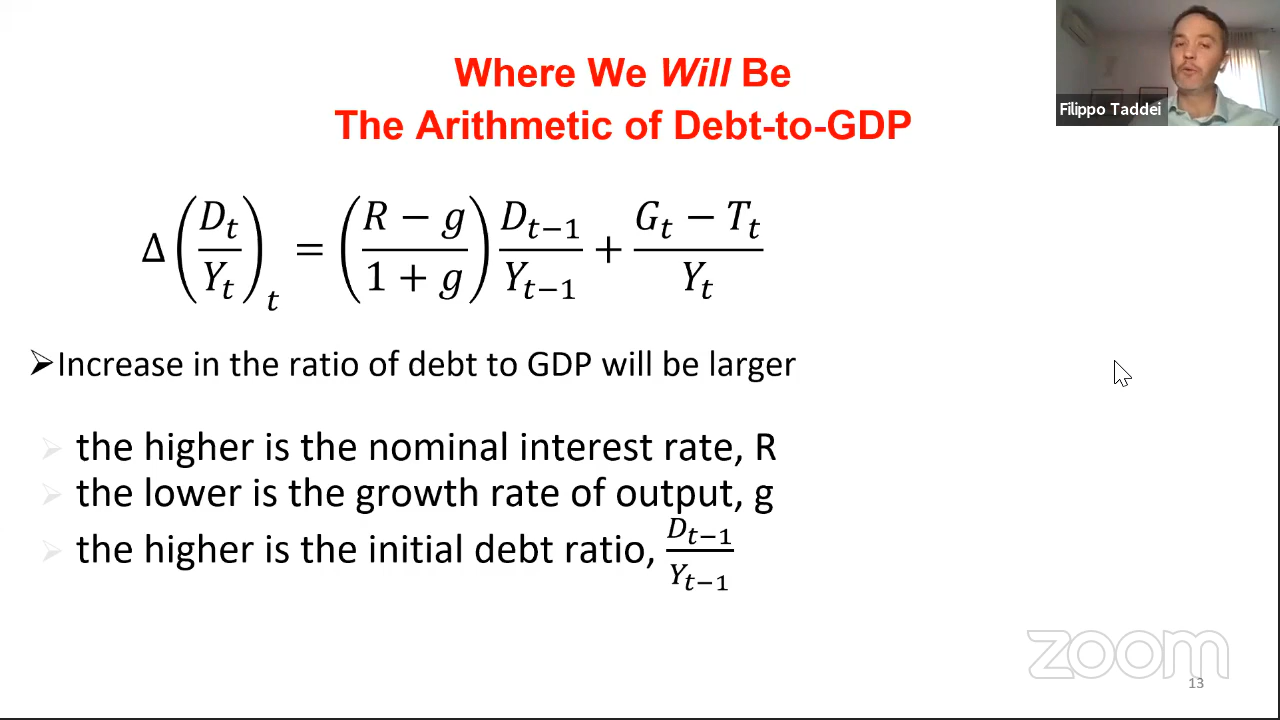 Where We Will Be
The Arithmetic of Debt-to-GDP
Filippo Taddei
Δ(D_t/Y_t)_t = ((R − g)/(1 + g)) D_{t−1}/Y_{t−1} + (G_t − T_t)/Y_t
➢Increase in the ratio of debt to GDP will be larger
➢ the higher is the nominal interest rate, R
➢ the lower is the growth rate of output, g
➢ the higher is the initial debt ratio, D_{t−1}/Y_{t−1}
zoom
13